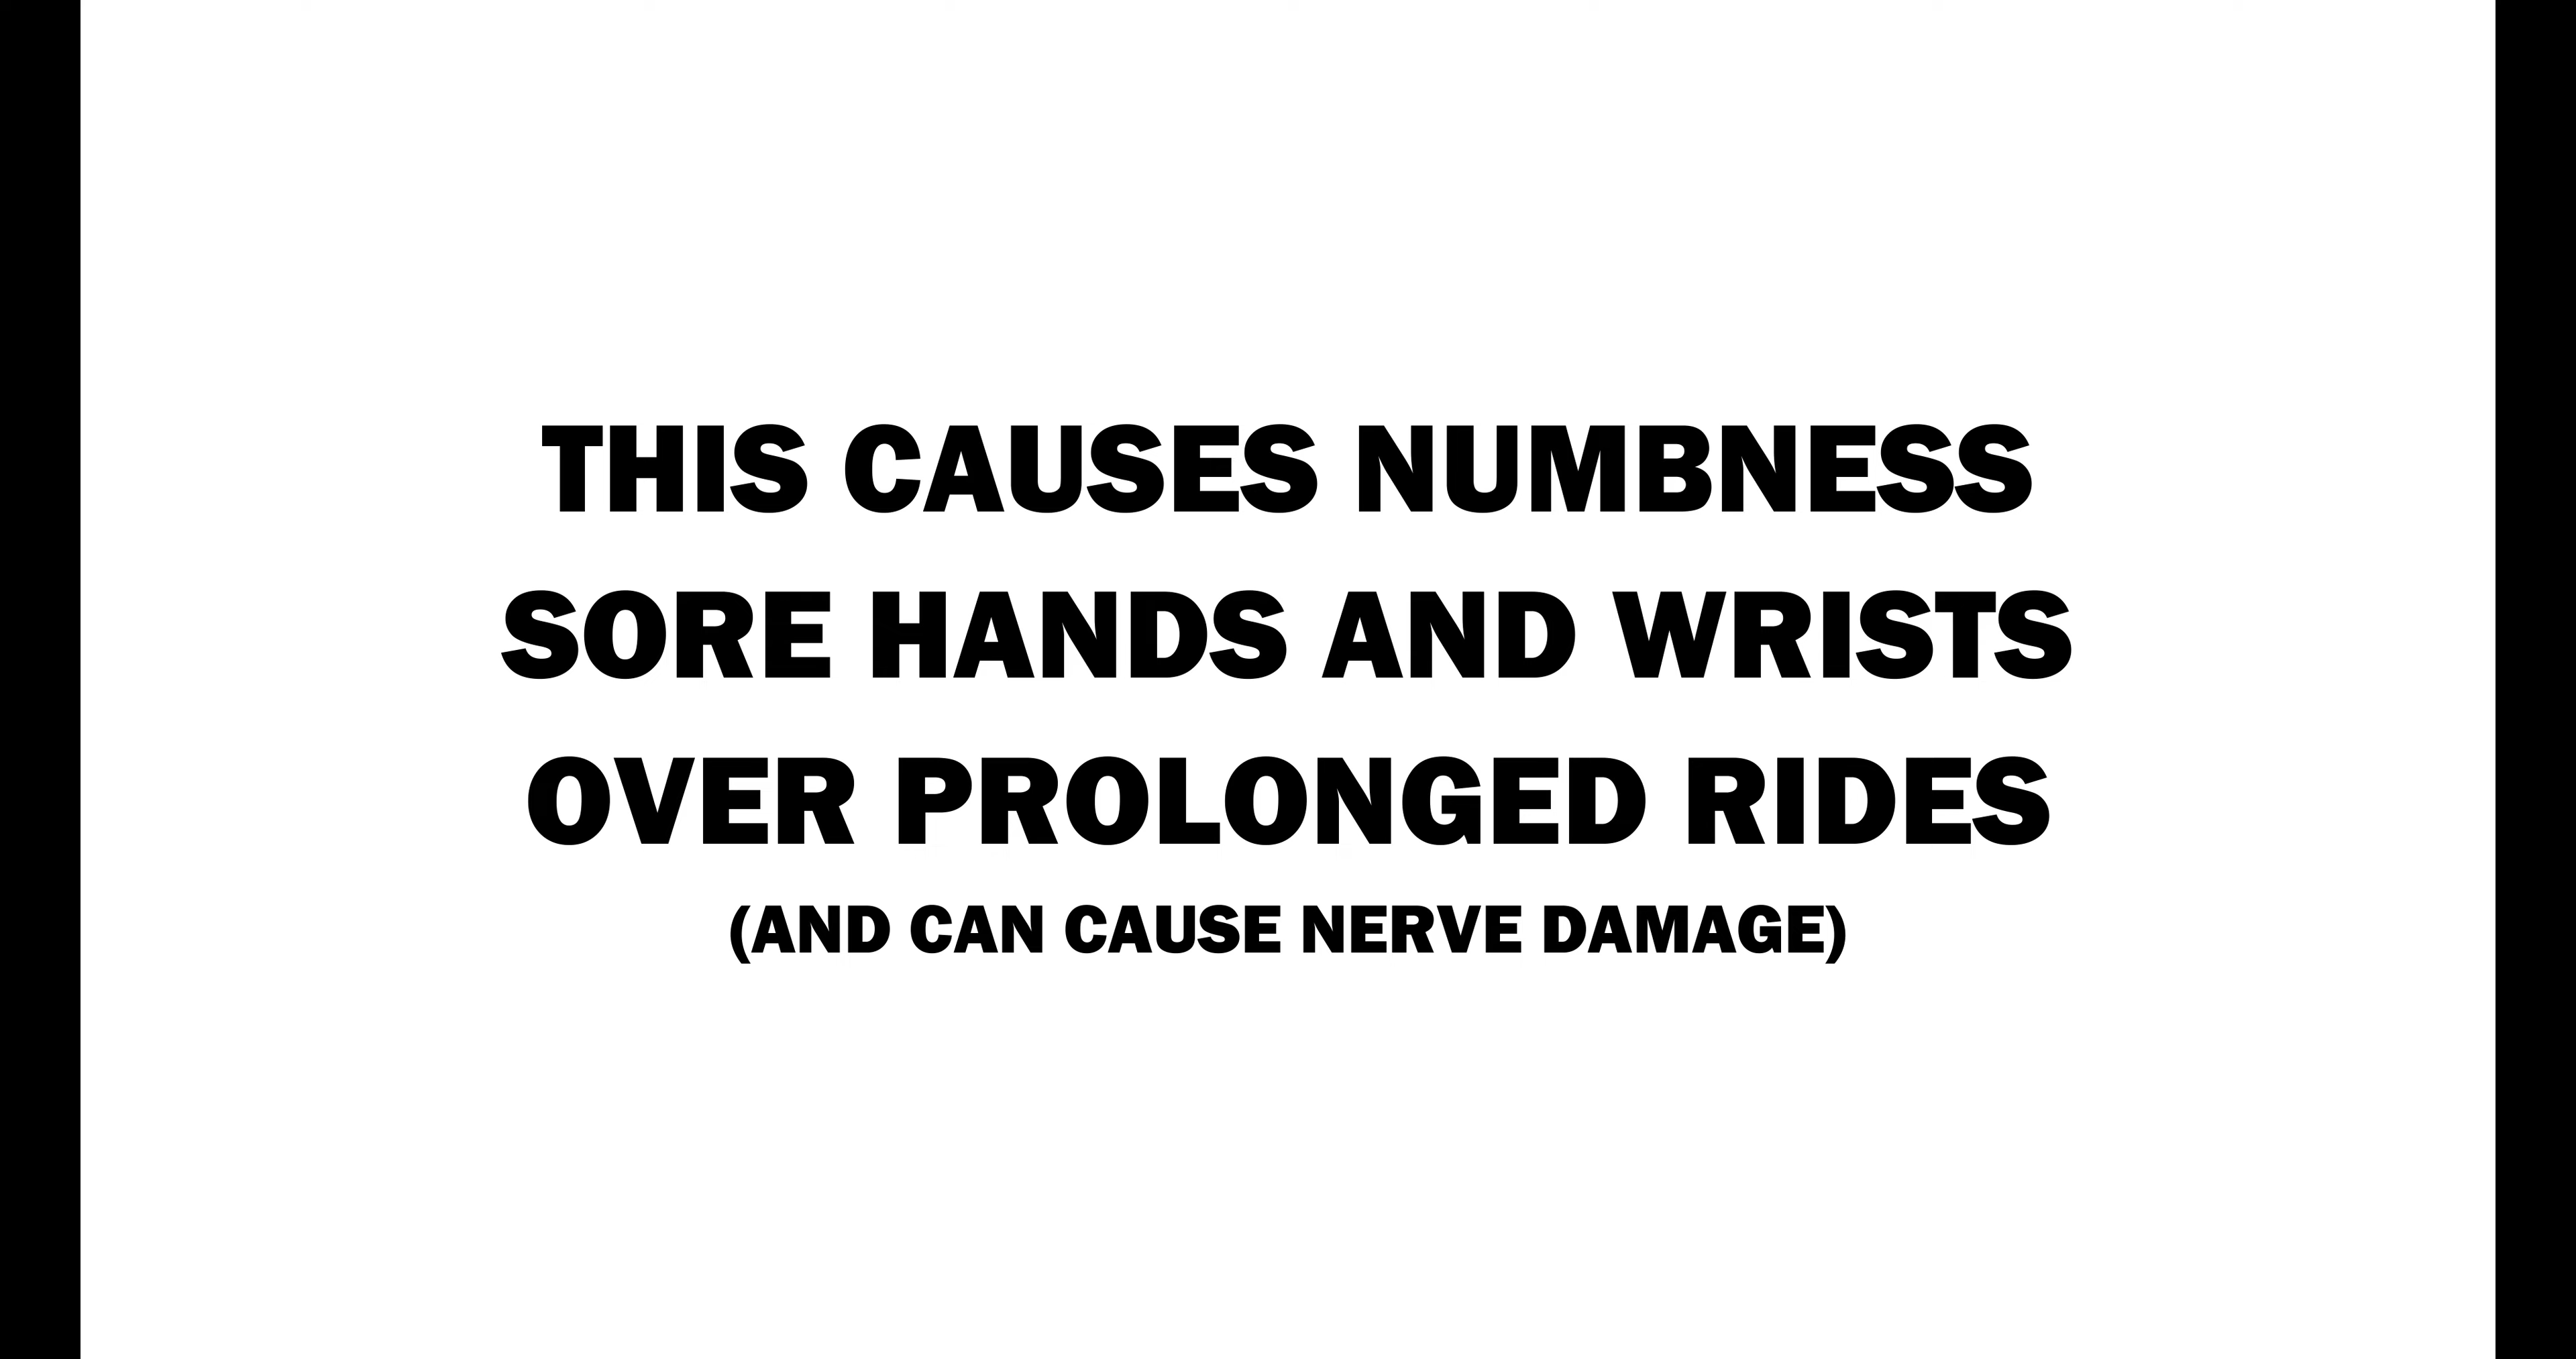 THIS CAUSES NUMBNESS
SORE HANDS AND WRISTS
OVER PROLONGED RIDES
(AND CAN CAUSE NERVE DAMAGE)